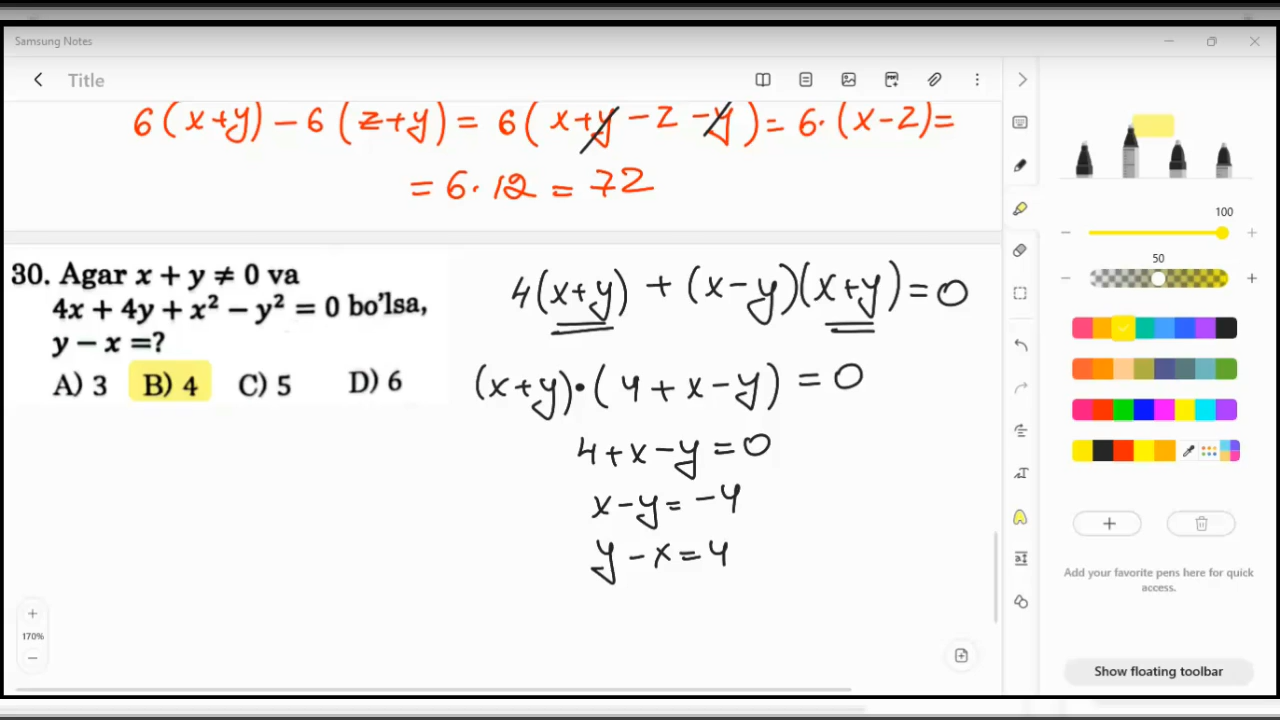 Samsung Notes
Title
6(x+y) – 6(z+y) = 6(x+y – z – y) = 6·(x–z) =
= 6·12 = 72
30. Agar x + y ≠ 0 va
4x + 4y + x² − y² = 0 bo'lsa,
y − x =?
A) 3 B) 4 C) 5 D) 6
4(x+y) + (x–y)(x+y) = 0
(x+y)·(4+x–y) = 0
4+x–y=0
x–y= –4
y–x=4
100
50
Add your favorite pens here for quick
access.
Show floating toolbar
170%